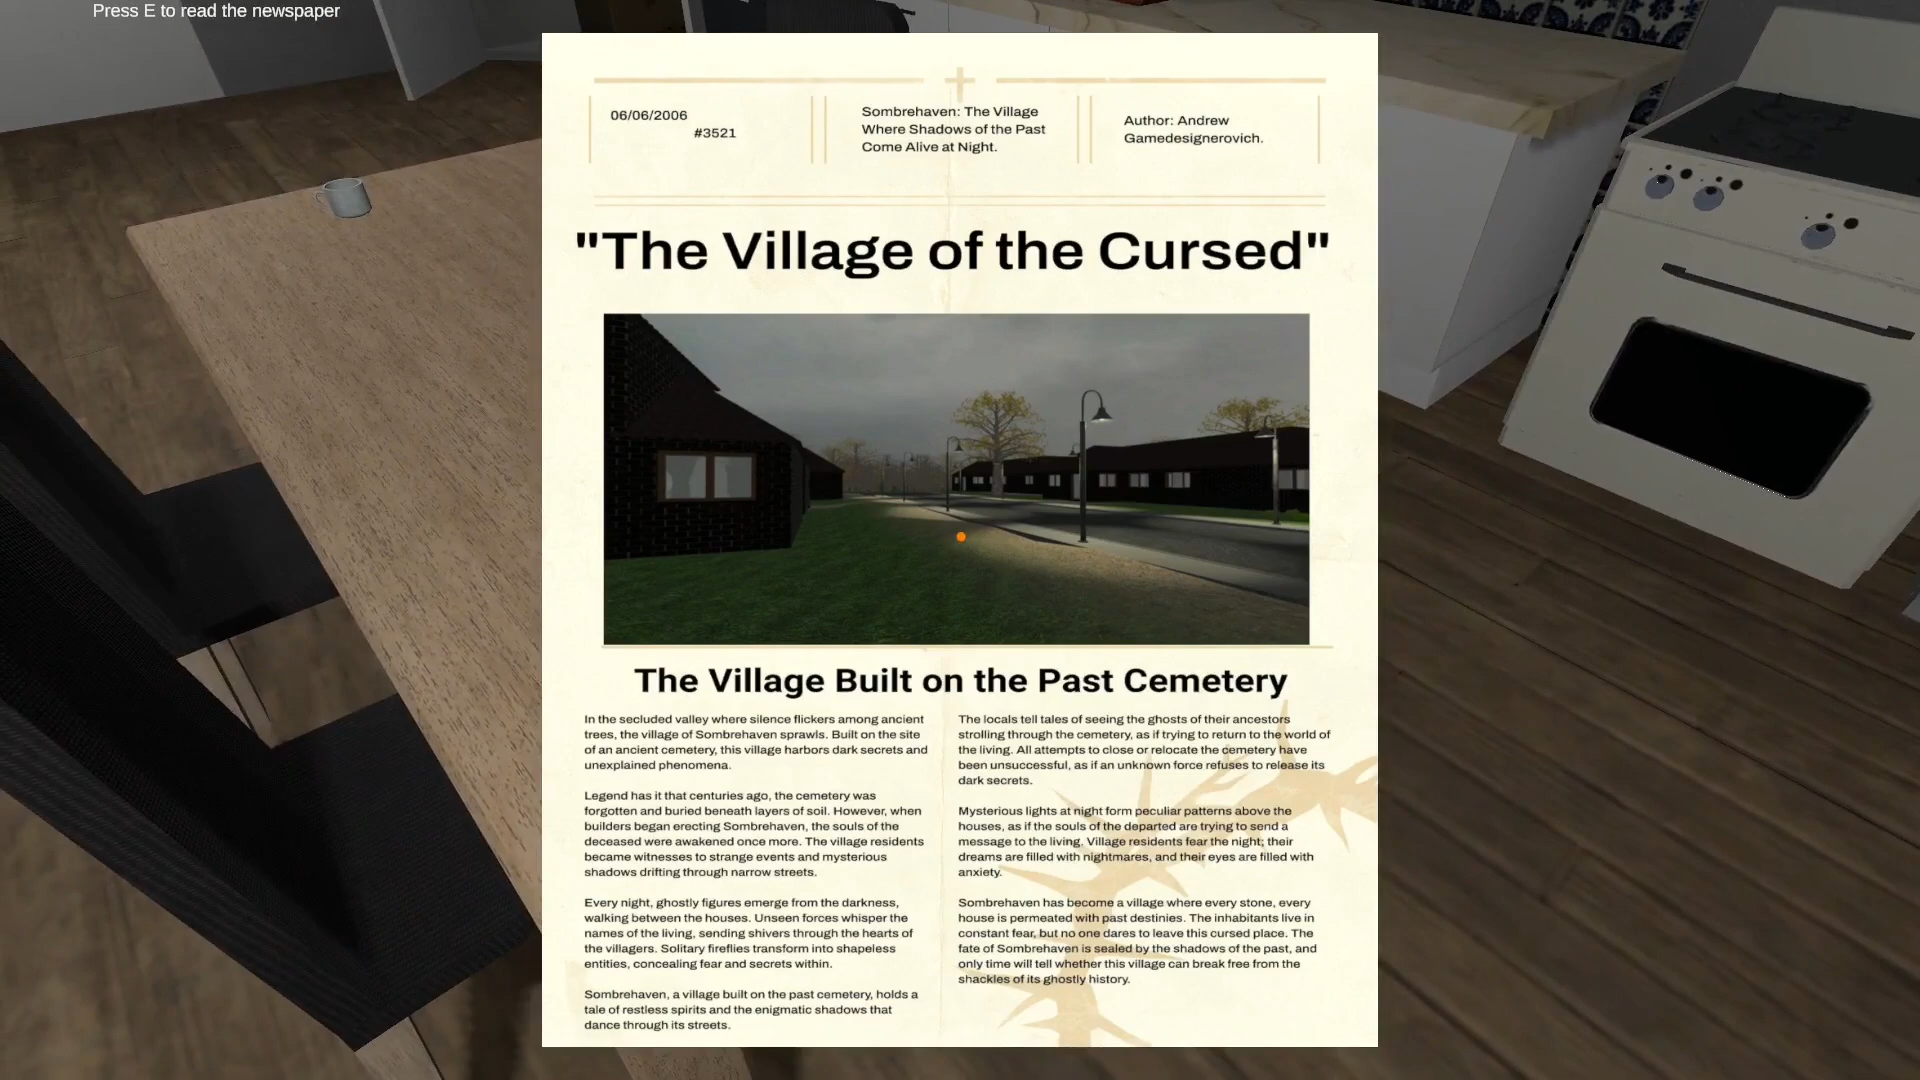 Press E to read the newspaper
06/06/2006
#3521
Sombrehaven: The Village
Where Shadows of the Past
Come Alive at Night.
Author: Andrew
Gamedesignerovich.
"The Village of the Cursed"
The Village Built on the Past Cemetery
In the secluded valley where silence flickers among ancient
trees, the village of Sombrehaven sprawls. Built on the site
of an ancient cemetery, this village harbors dark secrets and
unexplained phenomena.
Legend has it that centuries ago, the cemetery was
forgotten and buried beneath layers of soil. However, when
builders began erecting Sombrehaven, the souls of the
deceased were awakened once more. The village residents
became witnesses to strange events and mysterious
shadows drifting through narrow streets.
Every night, ghostly figures emerge from the darkness,
walking between the houses. Unseen forces whisper the
names of the living, sending shivers through the hearts of
the villagers. Solitary fireflies transform into shapeless
entities, concealing fear and secrets within.
Sombrehaven, a village built on the past cemetery, holds a
tale of restless spirits and the enigmatic shadows that
dance through its streets.
The locals tell tales of seeing the ghosts of their ancestors
strolling through the cemetery, as if trying to return to the world of
the living. All attempts to close or relocate the cemetery have
been unsuccessful, as if an unknown force refuses to release its
dark secrets.
Mysterious lights at night form peculiar patterns above the
houses, as if the souls of the departed are trying to send a
message to the living. Village residents fear the night; their
dreams are filled with nightmares, and their eyes are filled with
anxiety.
Sombrehaven has become a village where every stone, every
house is permeated with past destinies. The inhabitants live in
constant fear, but no one dares to leave this cursed place. The
fate of Sombrehaven is sealed by the shadows of the past, and
only time will tell whether this village can break free from the
shackles of its ghostly history.